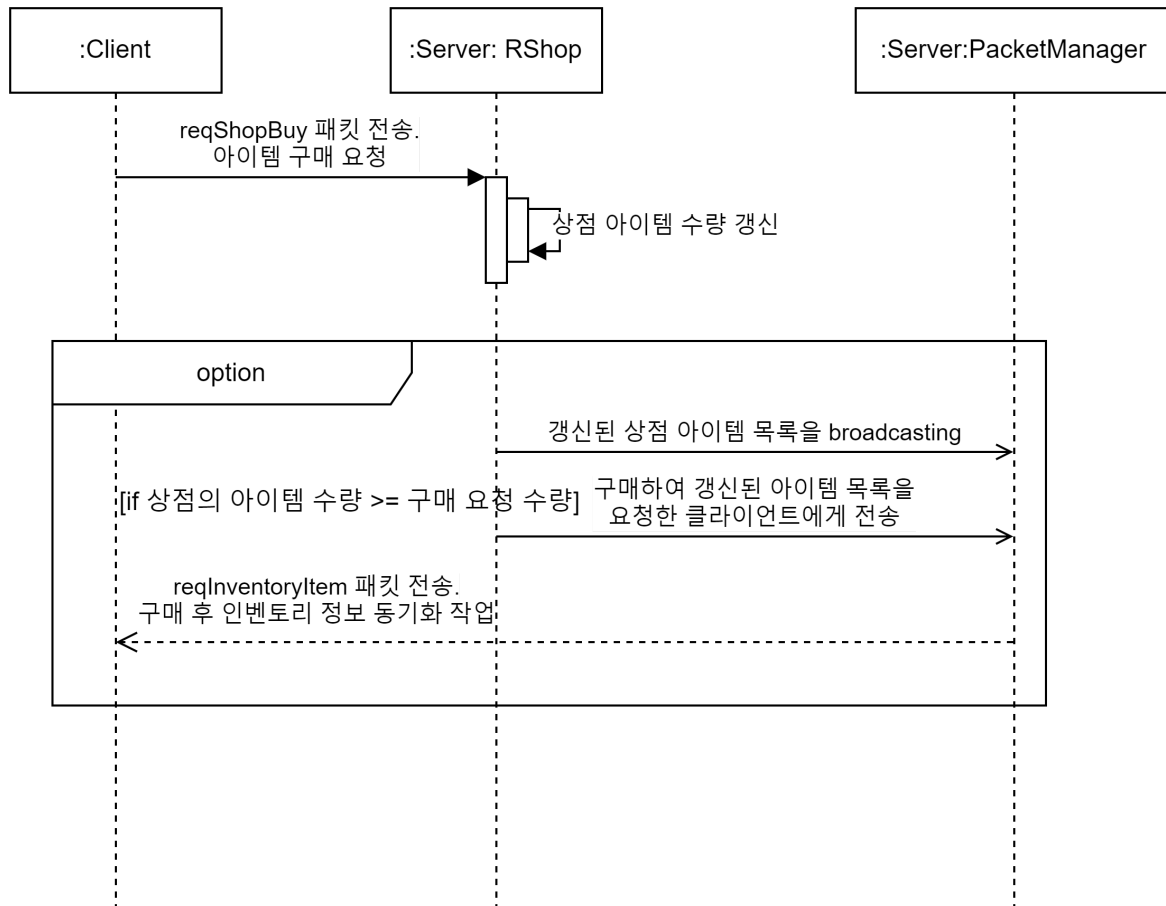 :Client
:Server: RShop
:Server:PacketManager
reqShopBuy 패킷 전송.
아이템 구매 요청
상점 아이템 수량 갱신
option
갱신된 상점 아이템 목록을 broadcasting
[if 상점의 아이템 수량 >= 구매 요청 수량]
구매하여 갱신된 아이템 목록을
요청한 클라이언트에게 전송
reqInventoryItem 패킷 전송.
구매 후 인벤토리 정보 동기화 작업